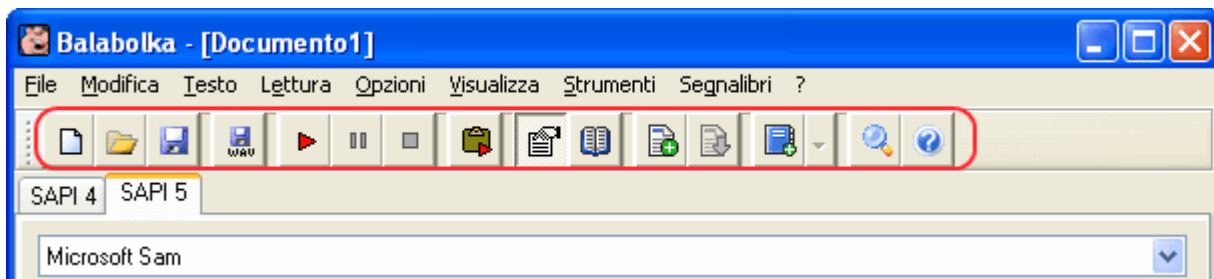 Balabolka - [Documento1]
File Modifica Testo Lettura Opzioni Visualizza Strumenti Segnalibri ?
WAV
SAPI 4 SAPI 5
Microsoft Sam